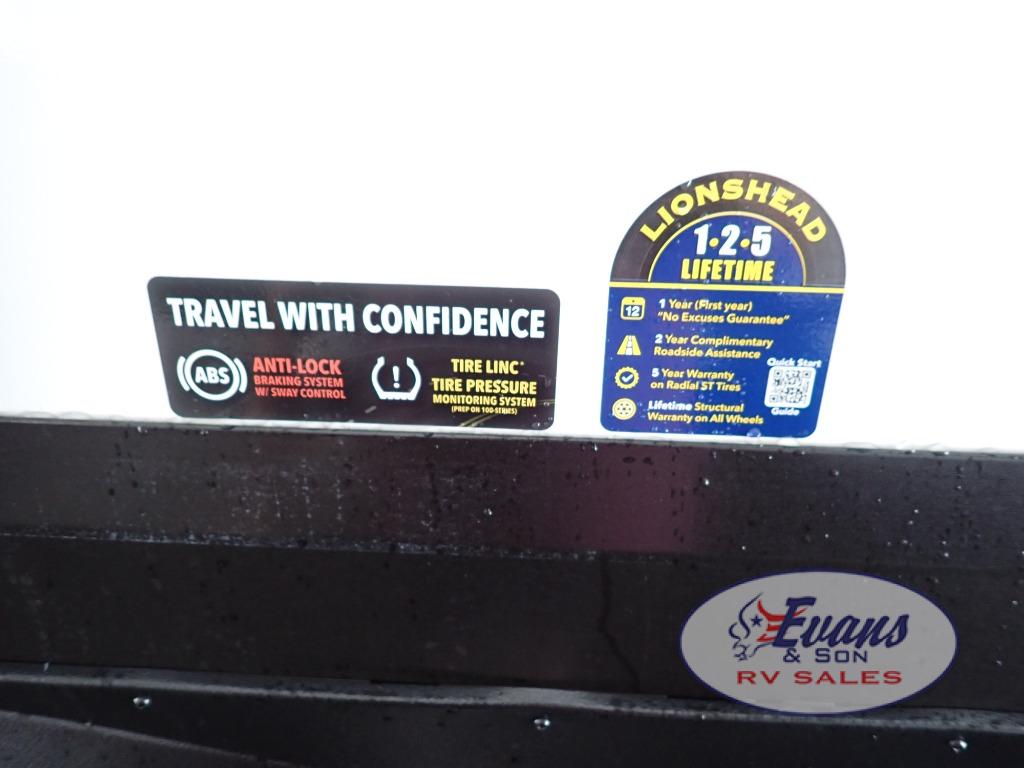 TRAVEL WITH CONFIDENCE
ABS
ANTI-LOCK
BRAKING SYSTEM
W/ SWAY CONTROL
!
TIRE LINC*
TIRE PRESSURE
MONITORING SYSTEM
(PREP ON 100-SERIES)
LIONSHEAD
1•2•5
LIFETIME
12
1 Year (First year)
"No Excuses Guarantee"
2 Year Complimentary
Roadside Assistance
5 Year Warranty
on Radial ST Tires
Lifetime Structural
Warranty on All Wheels
Quick Start
Guide
Evans
& SON
RV SALES